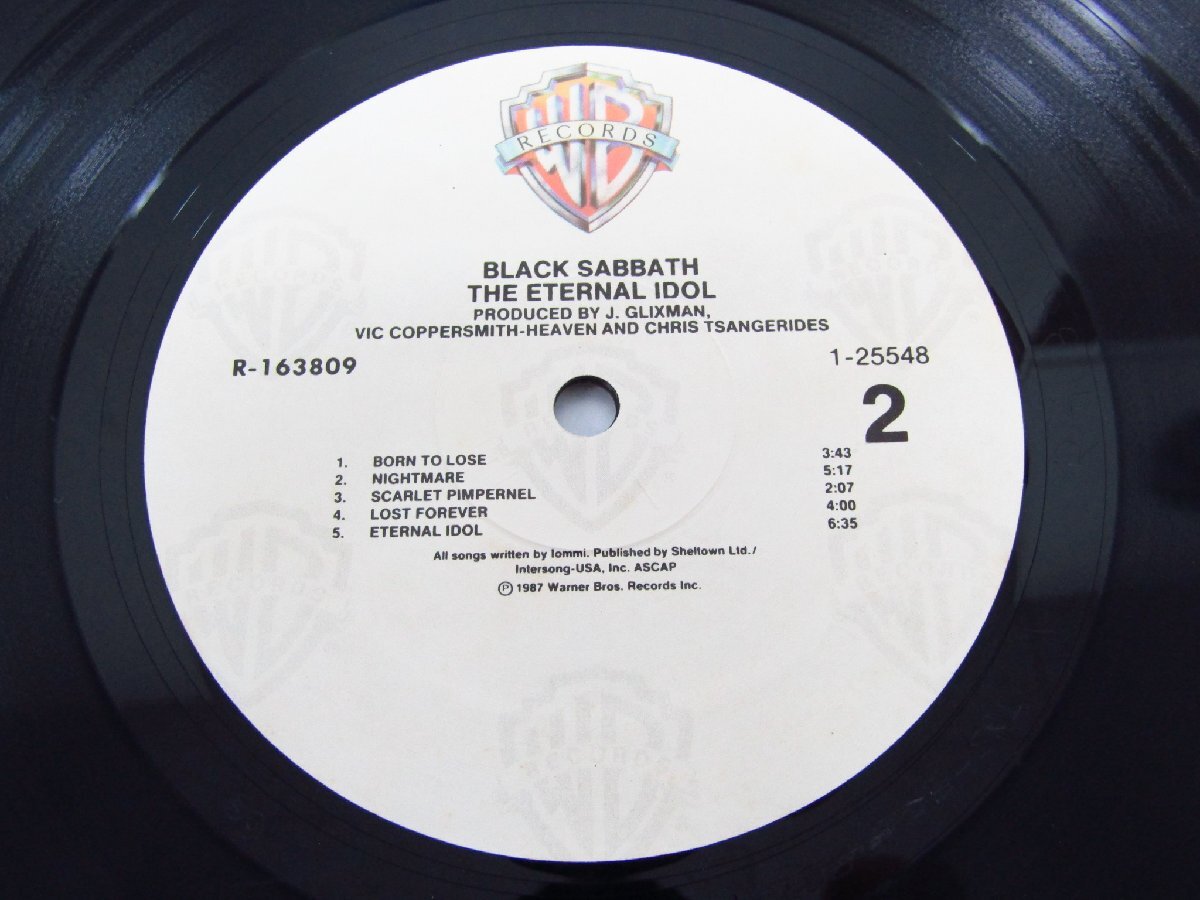 WB
RECORDS
BLACK SABBATH
THE ETERNAL IDOL
PRODUCED BY J. GLIXMAN,
VIC COPPERSMITH-HEAVEN AND CHRIS TSANGERIDES
R-163809 1-25548
2
1. BORN TO LOSE 3:43
2. NIGHTMARE 5:17
3. SCARLET PIMPERNEL 2:07
4. LOST FOREVER 4:00
5. ETERNAL IDOL 6:35
All songs written by Iommi. Published by Sheltown Ltd./
Intersong-USA, Inc. ASCAP
Ⓟ 1987 Warner Bros. Records Inc.